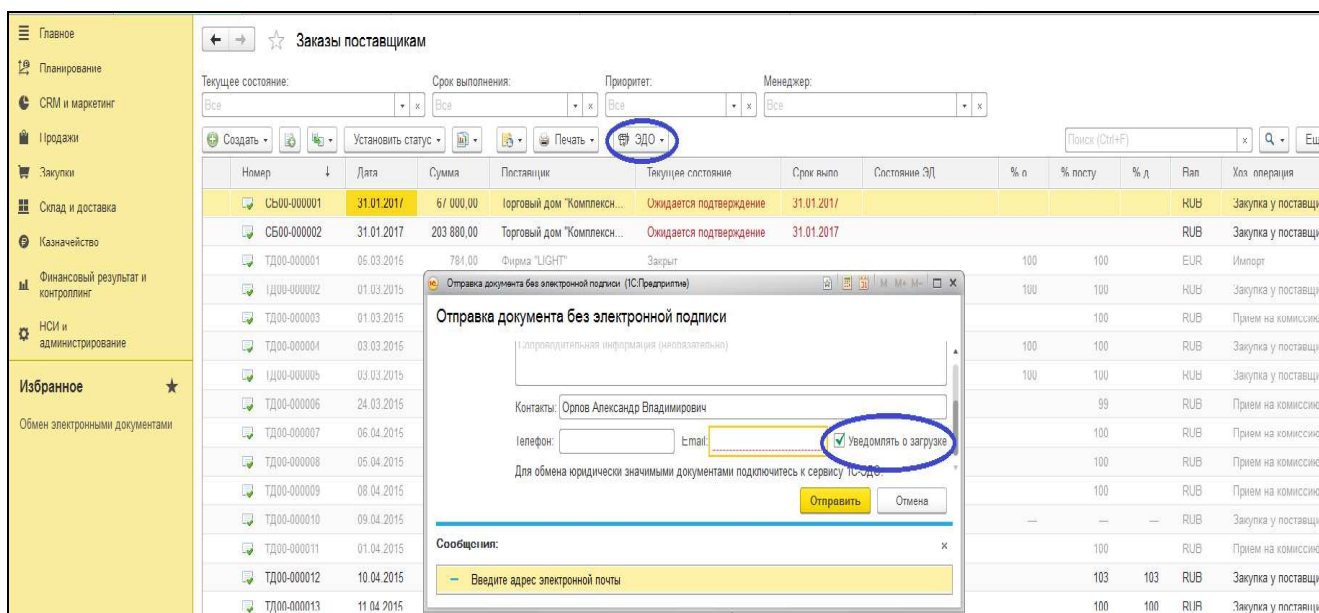 Главное
Планирование
CRM и маркетинг
Продажи
Закупки
Склад и доставка
Казначейство
Финансовый результат и
контроллинг
НСИ и
администрирование
Избранное
Обмен электронными документами
Заказы поставщикам
Текущее состояние: Срок выполнения: Приоритет: Менеджер:
Все Все Все Все
Создать Установить статус Печать ЭДО Поиск (Ctrl+F) x Ещ
Номер ↓ Дата Сумма Поставщик Текущее состояние Срок выпо Состояние ЭД % о % посту % д Вал Хоз. операция
СБ00-000001 31.01.2017 67 000,00 Торговый дом "Комплексн... Ожидается подтверждение 31.01.2017 RUB Закупка у поставщи
СБ00-000002 31.01.2017 203 880,00 Торговый дом "Комплексн... Ожидается подтверждение 31.01.2017 RUB Закупка у поставщи
ТД00-000001 05.03.2015 784,00 Фирма "LIGHT" Закрыт 100 100 EUR Импорт
ТД00-000002 01.03.2015 100 100 RUB Закупка у поставщи
ТД00-000003 01.03.2015 100 RUB Прием на комиссию
ТД00-000004 03.03.2015 100 100 RUB Закупка у поставщи
ТД00-000005 03.03.2015 100 100 RUB Закупка у поставщи
ТД00-000006 24.03.2015 99 RUB Прием на комиссию
ТД00-000007 06.04.2015 100 RUB Прием на комиссию
ТД00-000008 05.04.2015 100 RUB Прием на комиссию
ТД00-000009 08.04.2015 100 RUB Прием на комиссию
ТД00-000010 09.04.2015 — — — RUB Закупка у поставщи
ТД00-000011 01.04.2015 100 RUB Прием на комиссию
ТД00-000012 10.04.2015 103 103 RUB Закупка у поставщи
ТД00-000013 11.04.2015 100 100 RUB Закупка у поставщи
Отправка документа без электронной подписи (1С:Предприятие) M M+ M-
Отправка документа без электронной подписи
Сопроводительная информация (необязательно)
Контакты: Орлов Александр Владимирович
Телефон: Email: Уведомлять о загрузке
Для обмена юридически значимыми документами подключитесь к сервису 1С-ЭДО.
Отправить Отмена
Сообщения: x
– Введите адрес электронной почты